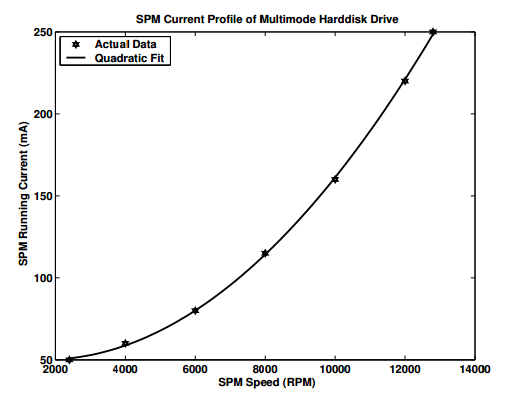 SPM Current Profile of Multimode Harddisk Drive
Actual Data
Quadratic Fit
SPM Running Current (mA)
250
200
150
100
50
2000 4000 6000 8000 10000 12000 14000
SPM Speed (RPM)